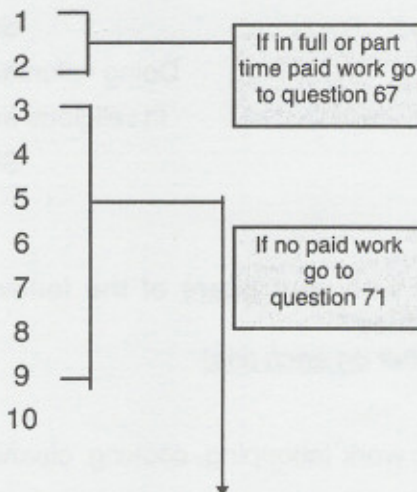 1
2
3
4
5
6
7
8
9
10
If in full or part
time paid work go
to question 67
If no paid work
go to
question 71